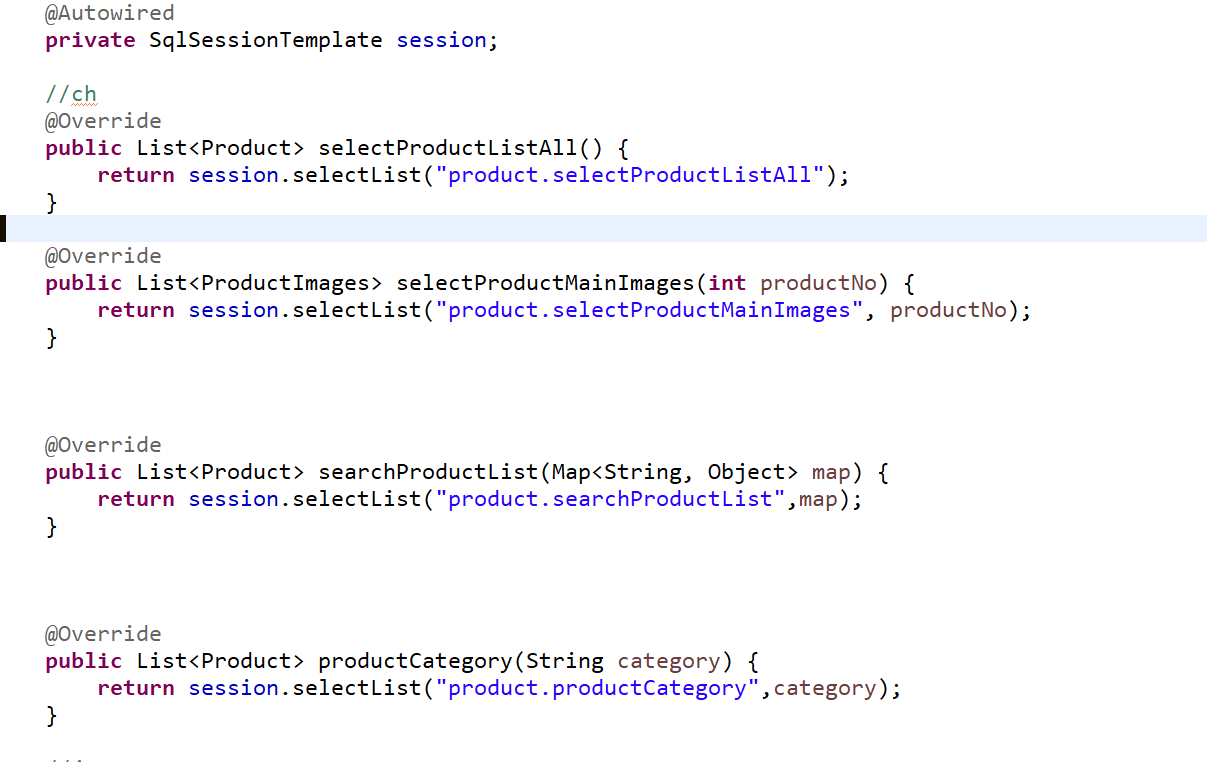 @Autowired
private SqlSessionTemplate session;
//ch
@Override
public List<Product> selectProductListAll() {
return session.selectList("product.selectProductListAll");
}
@Override
public List<ProductImages> selectProductMainImages(int productNo) {
return session.selectList("product.selectProductMainImages", productNo);
}
@Override
public List<Product> searchProductList(Map<String, Object> map) {
return session.selectList("product.searchProductList",map);
}
@Override
public List<Product> productCategory(String category) {
return session.selectList("product.productCategory",category);
}